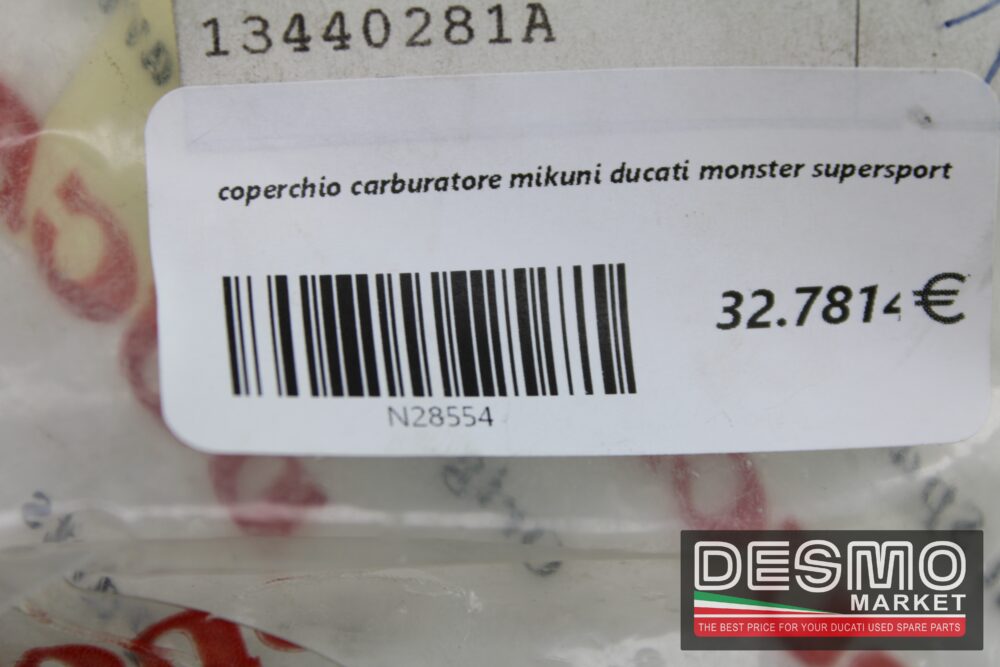 13440281A
coperchio carburatore mikuni ducati monster supersport
32.7814 €
N28554
DESMO
MARKET
THE BEST PRICE FOR YOUR DUCATI USED SPARE PARTS